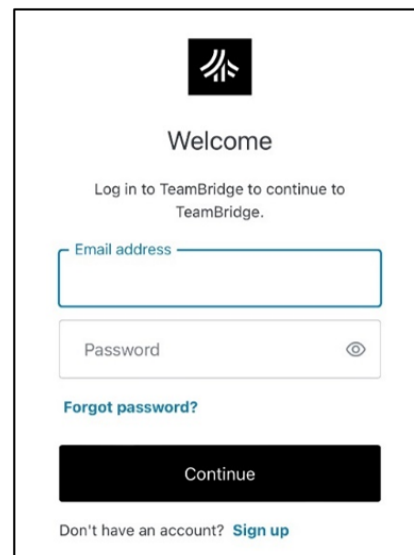 Welcome
Log in to TeamBridge to continue to
TeamBridge.
Email address
Password
Forgot password?
Continue
Don't have an account? Sign up